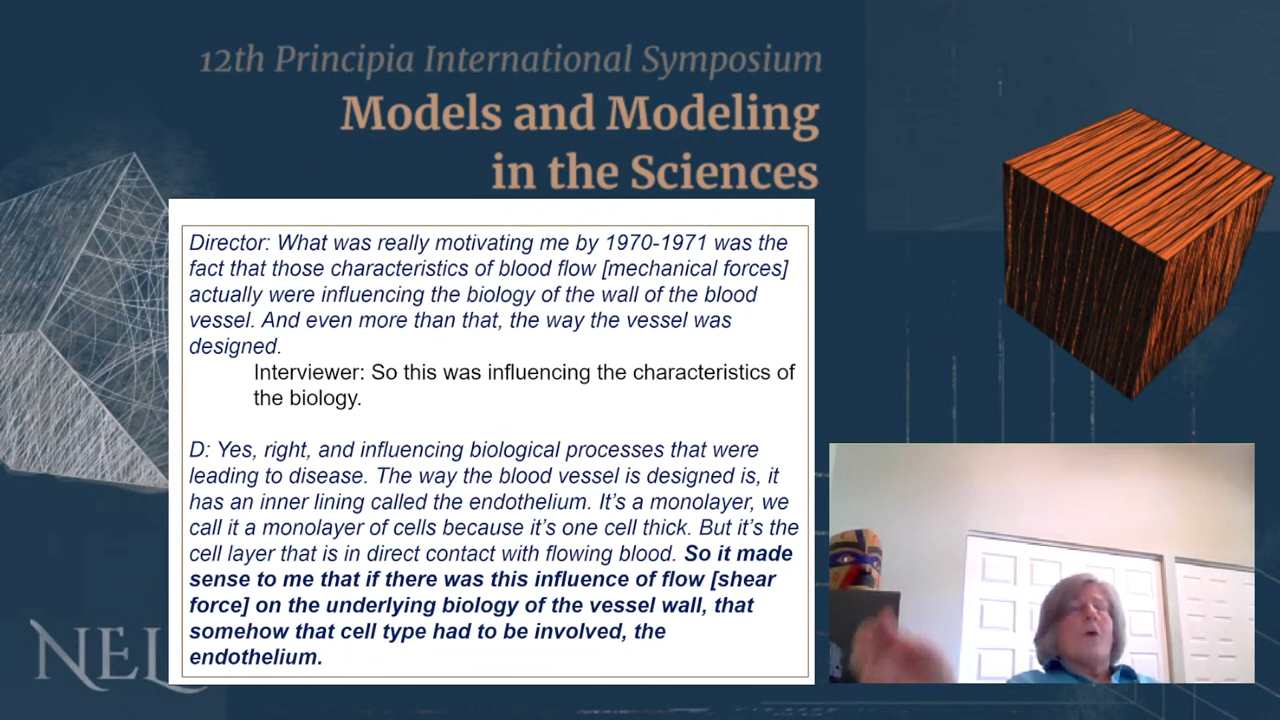 12th Principia International Symposium
Models and Modeling
in the Sciences
Director: What was really motivating me by 1970-1971 was the
fact that those characteristics of blood flow [mechanical forces]
actually were influencing the biology of the wall of the blood
vessel. And even more than that, the way the vessel was
designed.
Interviewer: So this was influencing the characteristics of
the biology.
D: Yes, right, and influencing biological processes that were
leading to disease. The way the blood vessel is designed is, it
has an inner lining called the endothelium. It’s a monolayer, we
call it a monolayer of cells because it’s one cell thick. But it’s the
cell layer that is in direct contact with flowing blood. So it made
sense to me that if there was this influence of flow [shear
force] on the underlying biology of the vessel wall, that
somehow that cell type had to be involved, the
endothelium.
NEL